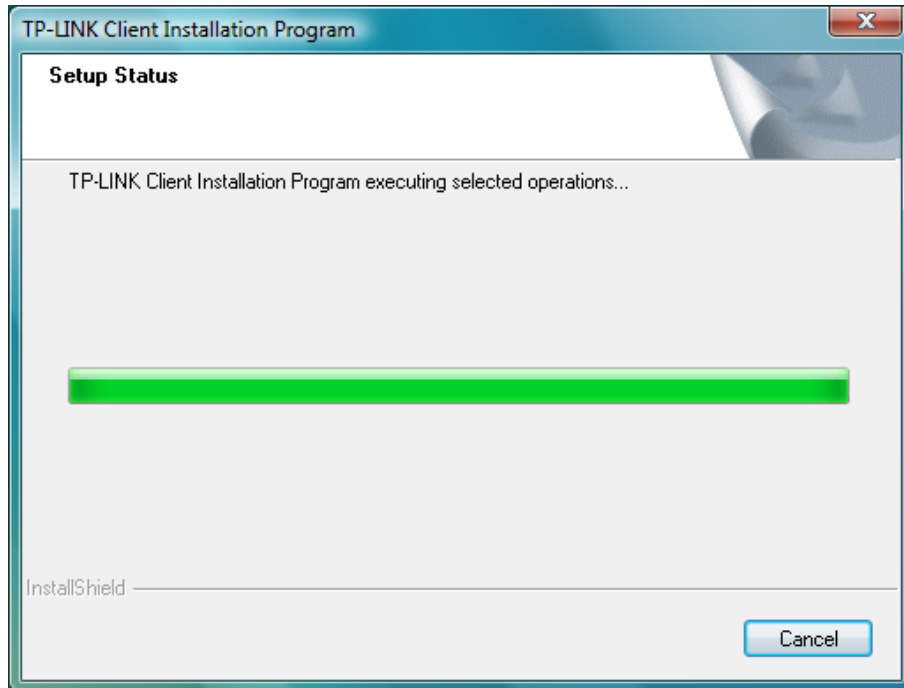 TP-LINK Client Installation Program
Setup Status
TP-LINK Client Installation Program executing selected operations...
InstallShield
Cancel